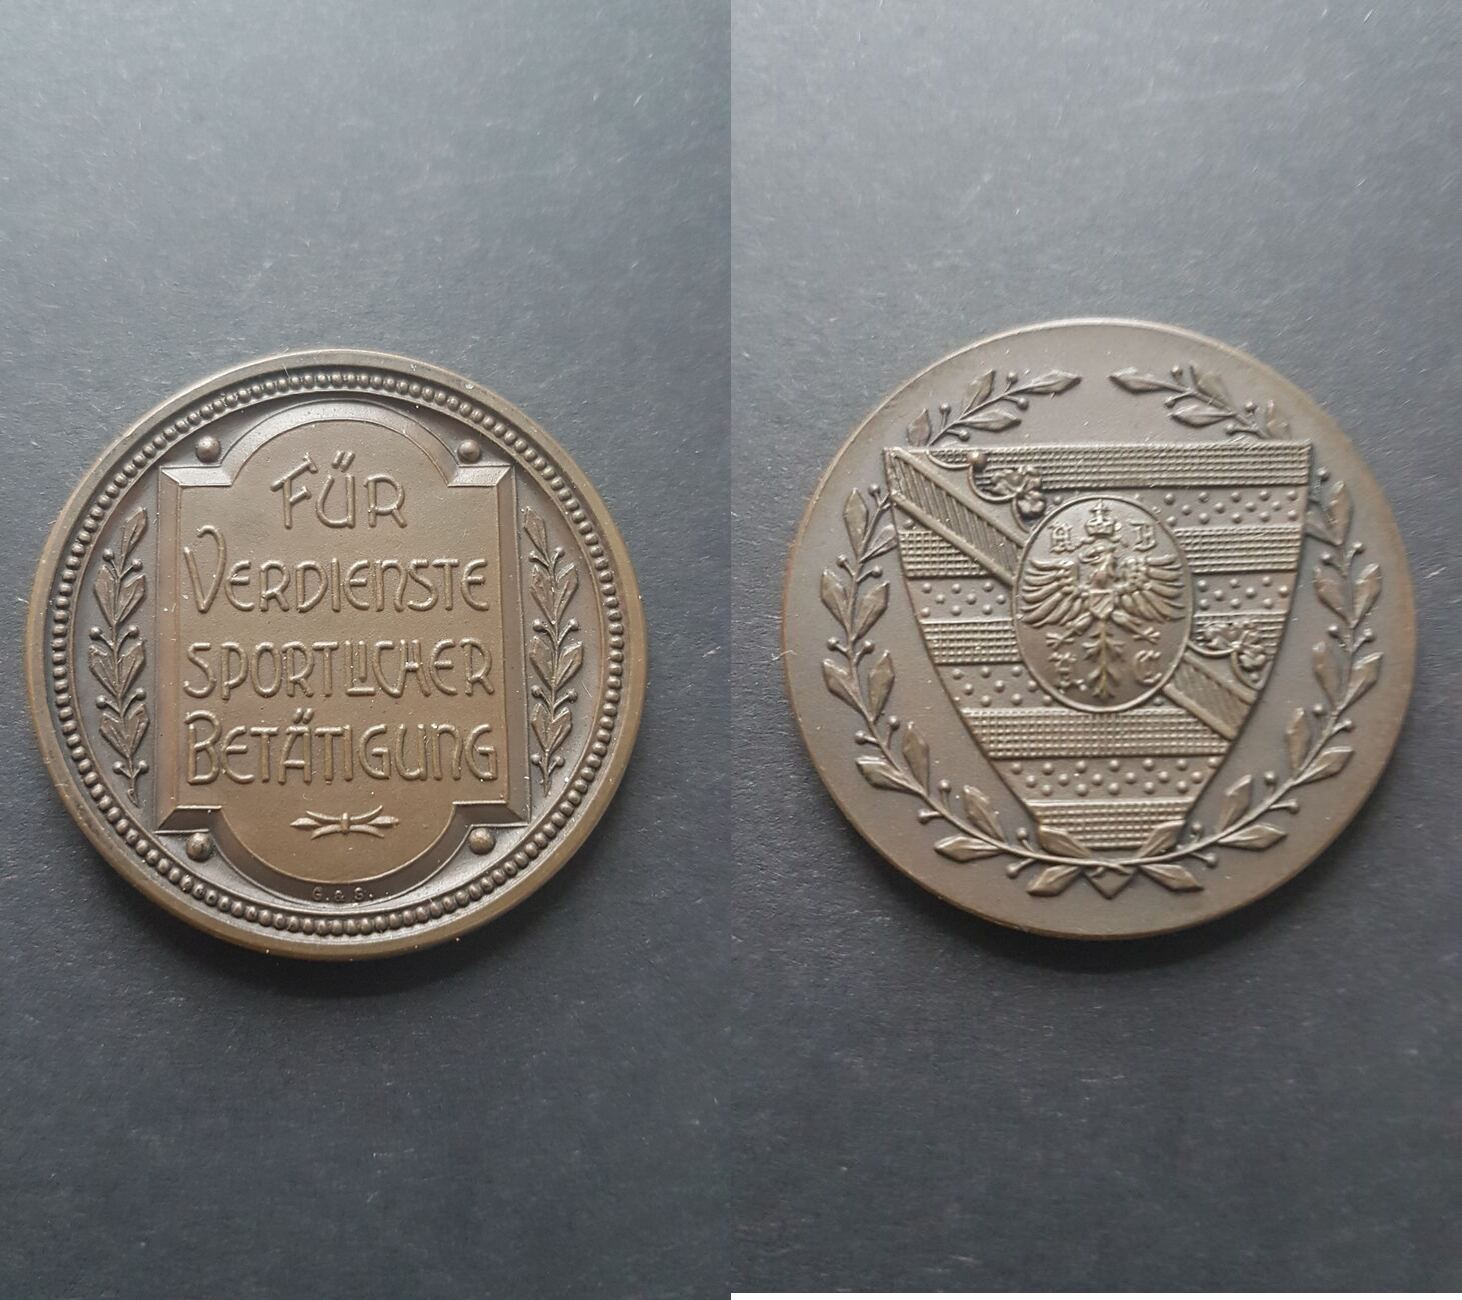 FÜR
VERDIENSTE
SPORTLICHER
BETÄTIGUNG
G. & S.
A D
A C